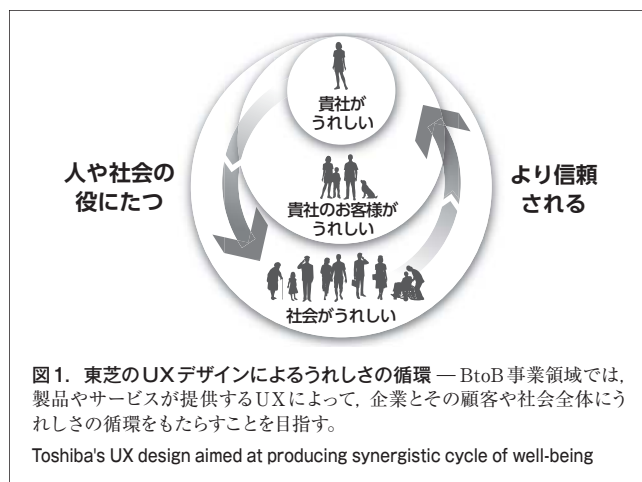 貴社が
うれしい
人や社会の
役にたつ
より信頼
される
貴社のお客様が
うれしい
社会がうれしい
図1. 東芝のUXデザインによるうれしさの循環 — BtoB事業領域では,
製品やサービスが提供するUXによって, 企業とその顧客や社会全体にう
れしさの循環をもたらすことを目指す。
Toshiba's UX design aimed at producing synergistic cycle of well-being